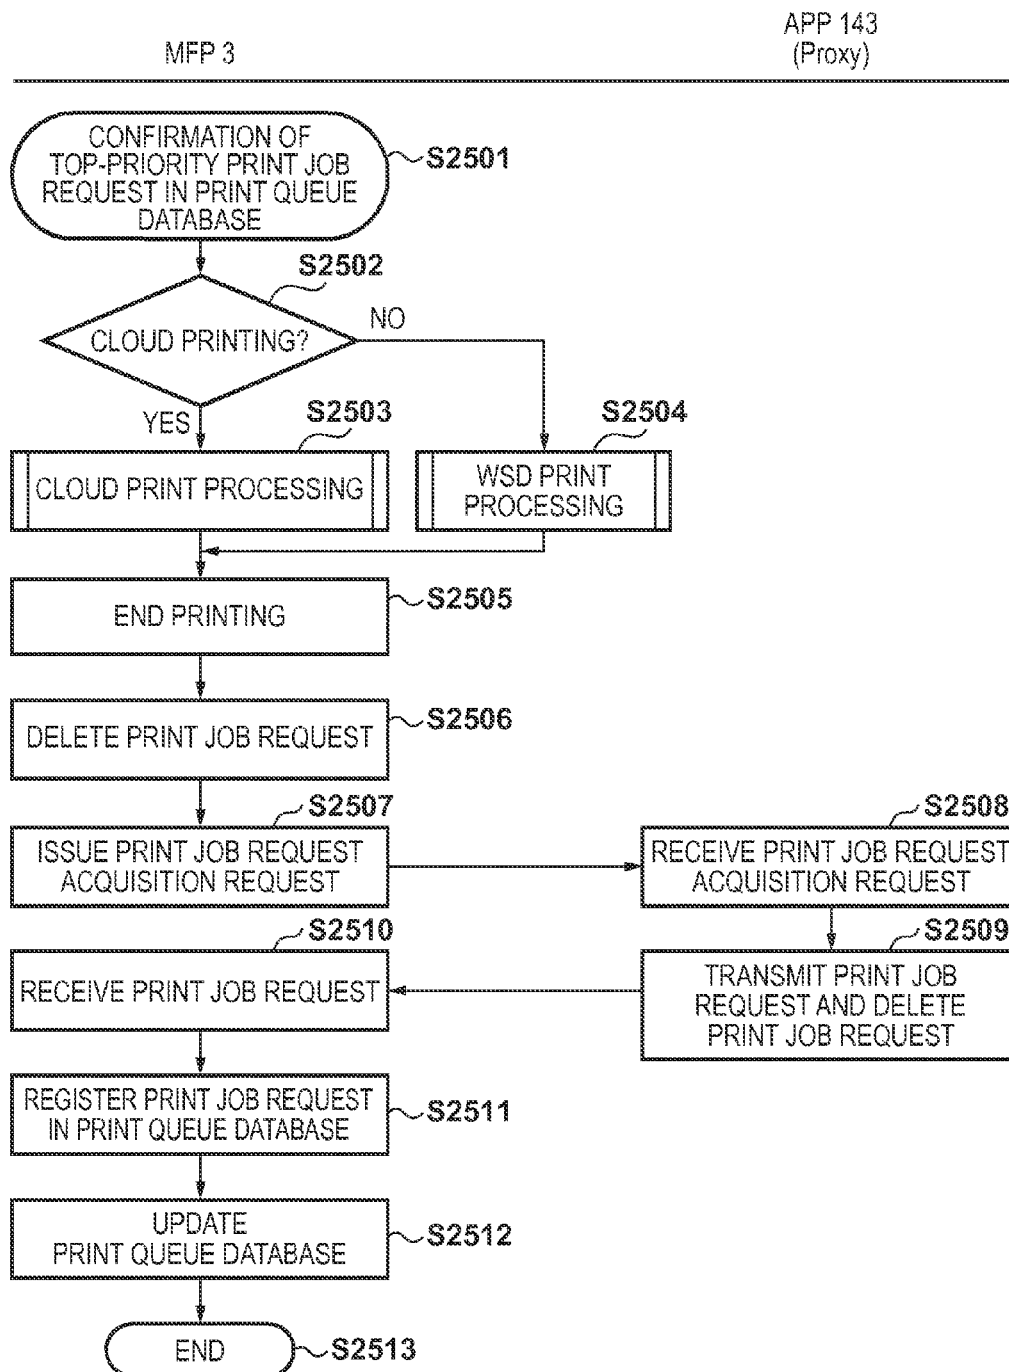 MFP 3
APP 143
(Proxy)
CONFIRMATION OF
TOP-PRIORITY PRINT JOB
REQUEST IN PRINT QUEUE
DATABASE
S2501
S2502
CLOUD PRINTING?
NO
YES
S2503
CLOUD PRINT PROCESSING
S2504
WSD PRINT
PROCESSING
END PRINTING
S2505
DELETE PRINT JOB REQUEST
S2506
S2507
ISSUE PRINT JOB REQUEST
ACQUISITION REQUEST
S2508
RECEIVE PRINT JOB REQUEST
ACQUISITION REQUEST
S2510
RECEIVE PRINT JOB REQUEST
S2509
TRANSMIT PRINT JOB
REQUEST AND DELETE
PRINT JOB REQUEST
REGISTER PRINT JOB REQUEST
IN PRINT QUEUE DATABASE
S2511
UPDATE
PRINT QUEUE DATABASE
S2512
END
S2513